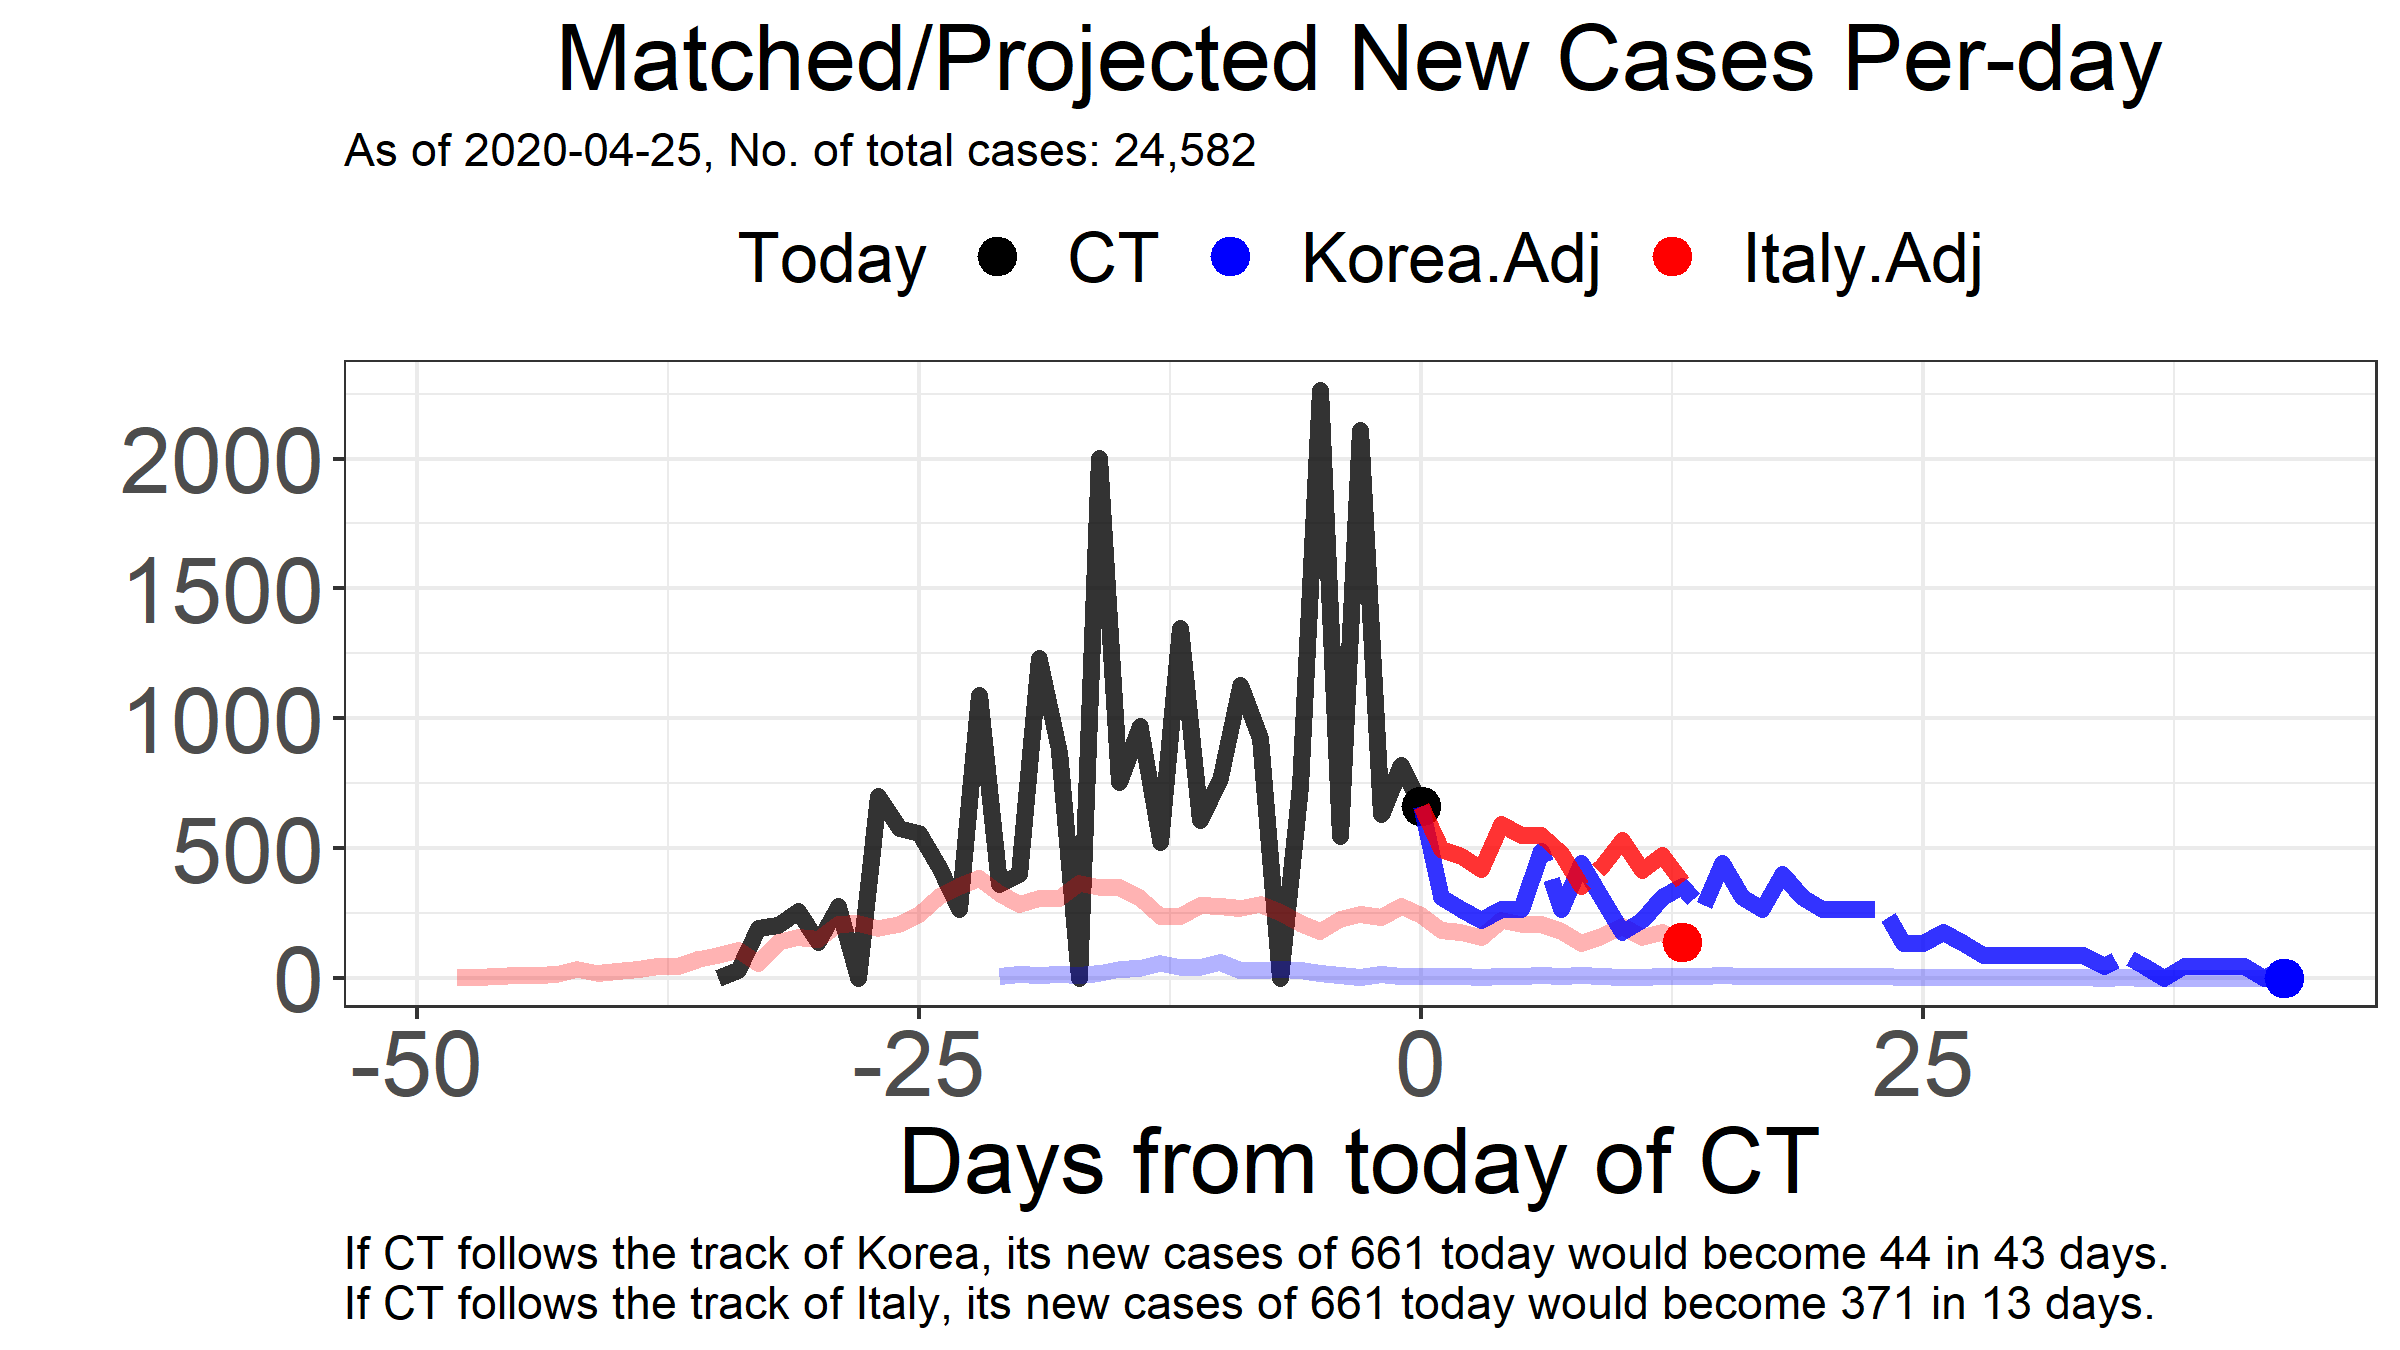 Matched/Projected New Cases Per-day
As of 2020-04-25, No. of total cases: 24,582
Today CT Korea.Adj Italy.Adj
2000
1500
1000
500
0
-50 -25 0 25
Days from today of CT
If CT follows the track of Korea, its new cases of 661 today would become 44 in 43 days.
If CT follows the track of Italy, its new cases of 661 today would become 371 in 13 days.